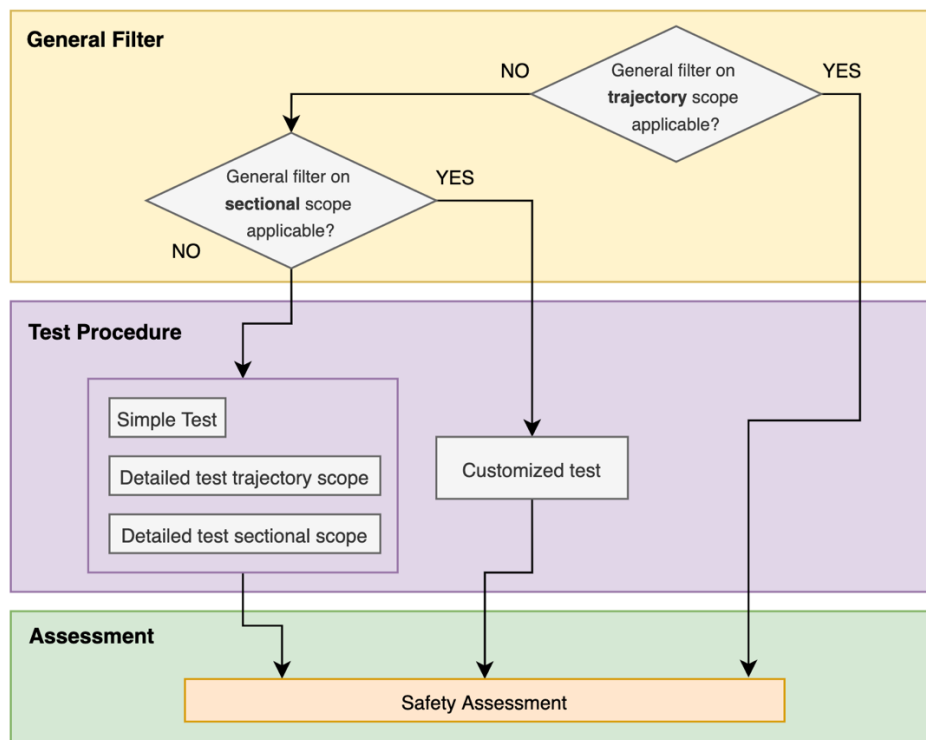 General Filter
NO
General filter on
trajectory scope
applicable?
YES
General filter on
sectional scope
applicable?
YES
NO
Test Procedure
Simple Test
Detailed test trajectory scope
Detailed test sectional scope
Customized test
Assessment
Safety Assessment